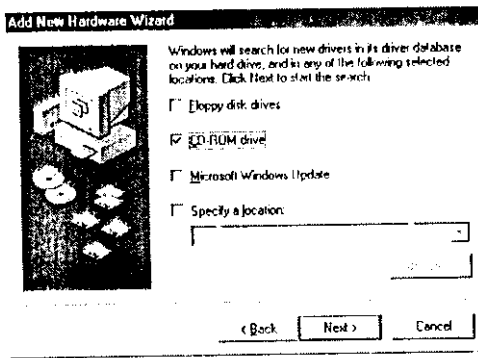 Add New Hardware Wizard
Windows will search for new drivers in its driver database
on your hard drive, and in any of the following selected
locations. Click Next to start the search.
Floppy disk drives
CD-ROM drive
Microsoft Windows Update
Specify a location:
< Back
Next >
Cancel